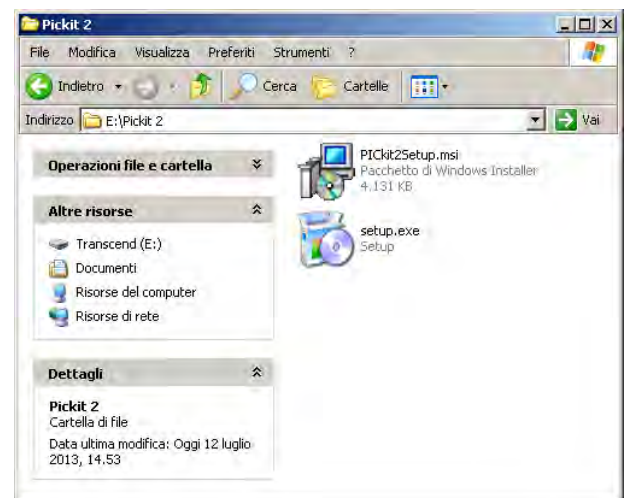 Pickit 2
File Modifica Visualizza Preferiti Strumenti ?
Indietro Cerca Cartelle
Indirizzo E:\Pickit 2 Vai
Operazioni file e cartella
Altre risorse
Transcend (E:)
Documenti
Risorse del computer
Risorse di rete
Dettagli
Pickit 2
Cartella di file
Data ultima modifica: Oggi 12 luglio
2013, 14.53
PICkit2Setup.msi
Pacchetto di Windows Installer
4.131 KB
setup.exe
Setup